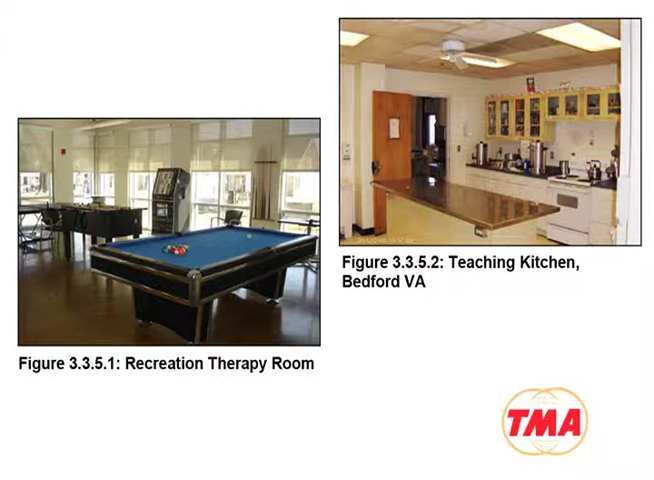 Figure 3.3.5.2: Teaching Kitchen,
Bedford VA
Figure 3.3.5.1: Recreation Therapy Room
TMA